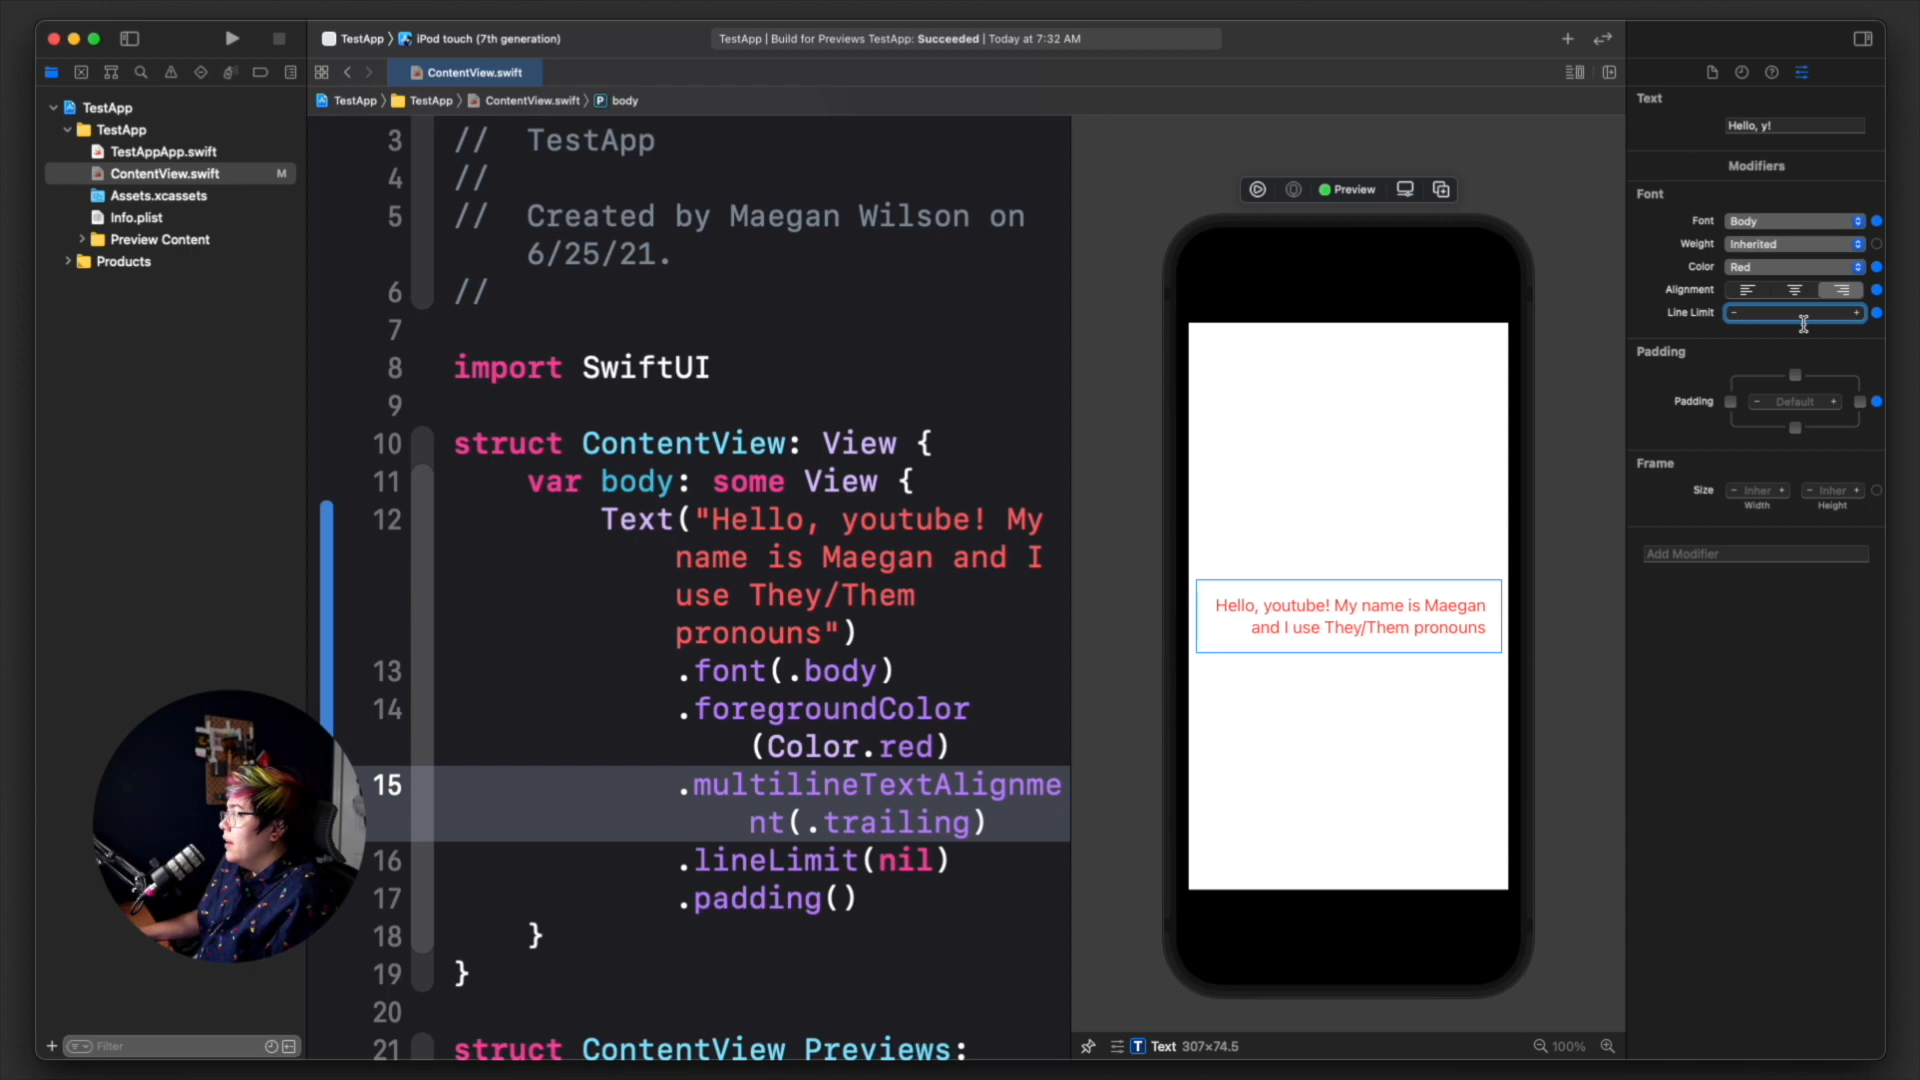 TestApp
iPod touch (7th generation)
TestApp | Build for Previews TestApp: Succeeded | Today at 7:32 AM
ContentView.swift
TestApp
TestApp
ContentView.swift
P
body
TestApp
TestApp
TestAppApp.swift
ContentView.swift
M
Assets.xcassets
Info.plist
Preview Content
Products
Filter
3 // TestApp
4 //
5 // Created by Maegan Wilson on
6/25/21.
6 //
7
8 import SwiftUI
9
10 struct ContentView: View {
11 var body: some View {
12 Text("Hello, youtube! My
name is Maegan and I
use They/Them
pronouns")
13 .font(.body)
14 .foregroundColor
(Color.red)
15 .multilineTextAlignme
nt(.trailing)
16 .lineLimit(nil)
17 .padding()
18 }
19 }
20
21 struct ContentView_Previews:
Preview
Hello, youtube! My name is Maegan
and I use They/Them pronouns
T Text 307×74.5
100%
Text
Hello, y!
Modifiers
Font
Font Body
Weight Inherited
Color Red
Alignment
Line Limit - +
Padding
Padding - Default +
Frame
Size - Inher + - Inher +
Width Height
Add Modifier